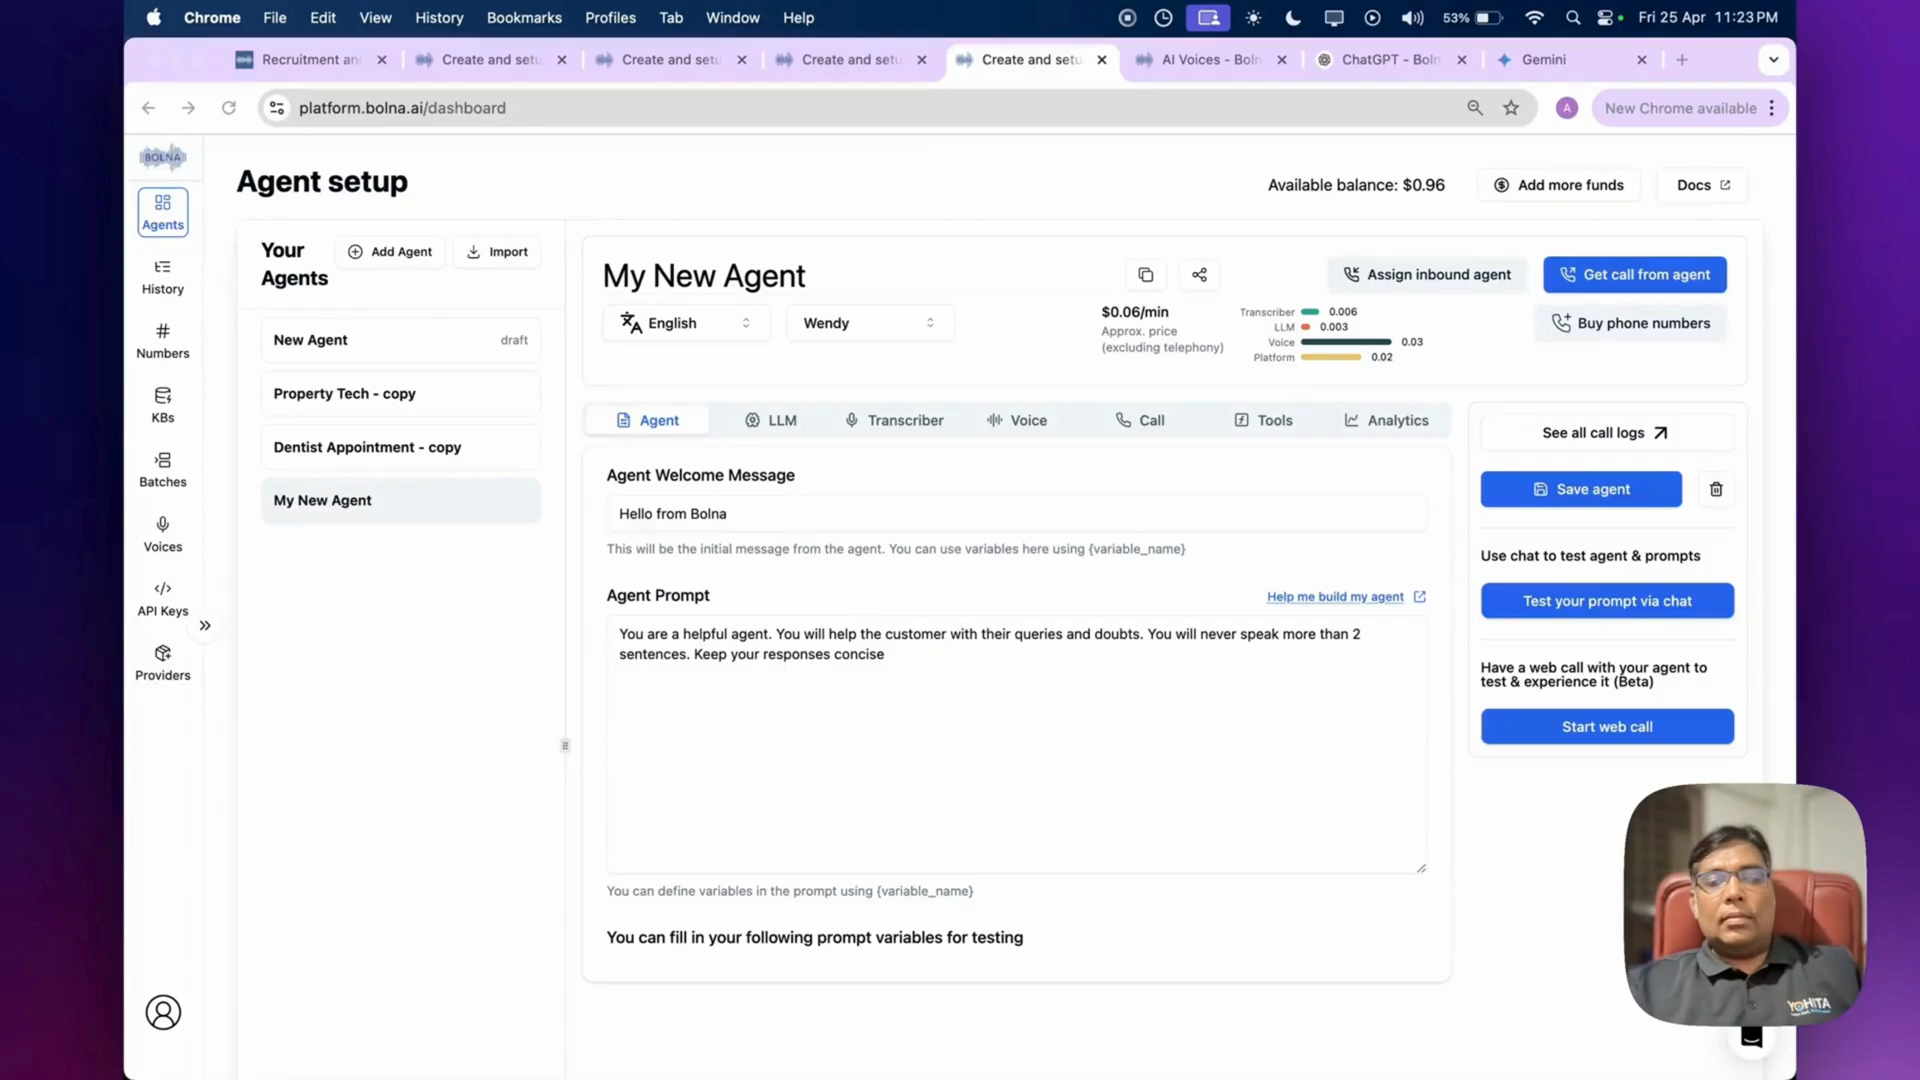 Chrome File Edit View History Bookmarks Profiles Tab Window Help 53% Fri 25 Apr 11:23 PM
Recruitment an Create and setu Create and setu Create and setu Create and setu AI Voices - Boln ChatGPT - Boln Gemini
platform.bolna.ai/dashboard A New Chrome available
BOLNA
Agents
History
Numbers
KBs
Batches
Voices
API Keys
Providers
Agent setup
Available balance: $0.96 Add more funds Docs
Your
Agents
Add Agent Import
New Agent draft
Property Tech - copy
Dentist Appointment - copy
My New Agent
My New Agent
English Wendy
$0.06/min
Approx. price
(excluding telephony)
Transcriber 0.006
LLM 0.003
Voice 0.03
Platform 0.02
Assign inbound agent Get call from agent
Buy phone numbers
Agent LLM Transcriber Voice Call Tools Analytics
Agent Welcome Message
Hello from Bolna
This will be the initial message from the agent. You can use variables here using {variable_name}
Agent Prompt Help me build my agent
You are a helpful agent. You will help the customer with their queries and doubts. You will never speak more than 2
sentences. Keep your responses concise
You can define variables in the prompt using {variable_name}
You can fill in your following prompt variables for testing
See all call logs
Save agent
Use chat to test agent & prompts
Test your prompt via chat
Have a web call with your agent to
test & experience it (Beta)
Start web call
YOHITA